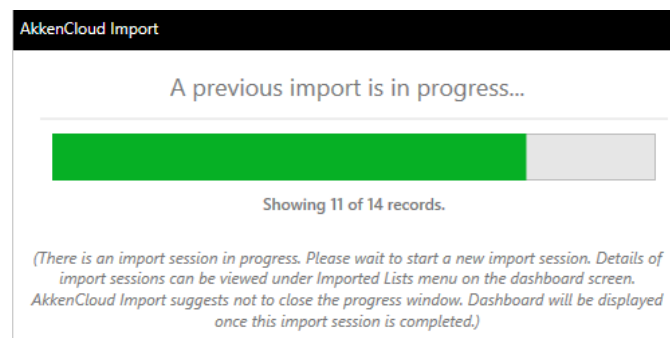 AkkenCloud Import
A previous import is in progress...
Showing 11 of 14 records.
(There is an import session in progress. Please wait to start a new import session. Details of
import sessions can be viewed under Imported Lists menu on the dashboard screen.
AkkenCloud Import suggests not to close the progress window. Dashboard will be displayed
once this import session is completed.)